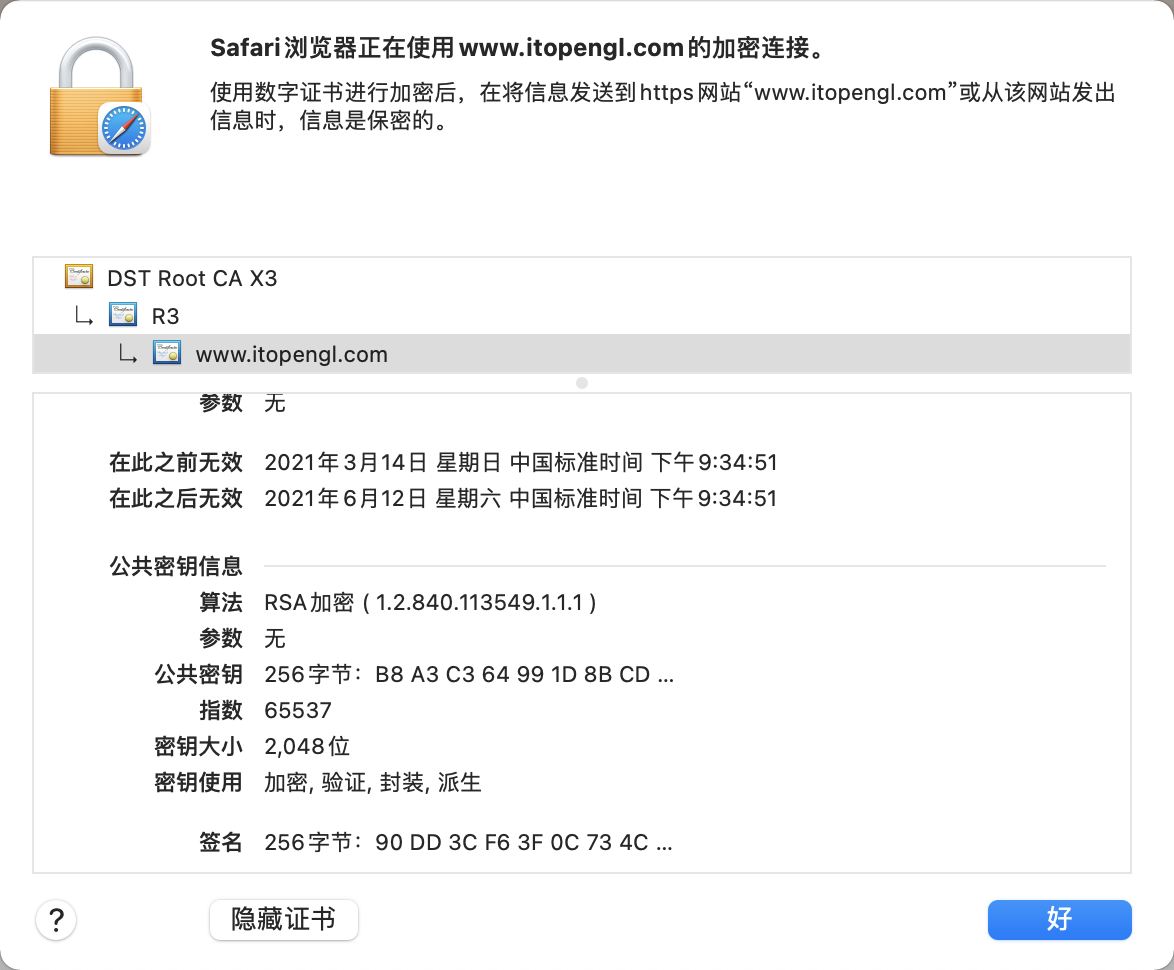 Safari浏览器正在使用www.itopengl.com的加密连接。
使用数字证书进行加密后，在将信息发送到https网站“www.itopengl.com”或从该网站发出
信息时，信息是保密的。
DST Root CA X3
R3
www.itopengl.com
参数 无
在此之前无效 2021年3月14日 星期日 中国标准时间 下午9:34:51
在此之后无效 2021年6月12日 星期六 中国标准时间 下午9:34:51
公共密钥信息
算法 RSA加密 ( 1.2.840.113549.1.1.1 )
参数 无
公共密钥 256字节：B8 A3 C3 64 99 1D 8B CD ...
指数 65537
密钥大小 2,048位
密钥使用 加密, 验证, 封装, 派生
签名 256字节：90 DD 3C F6 3F 0C 73 4C ...
? 隐藏证书 好